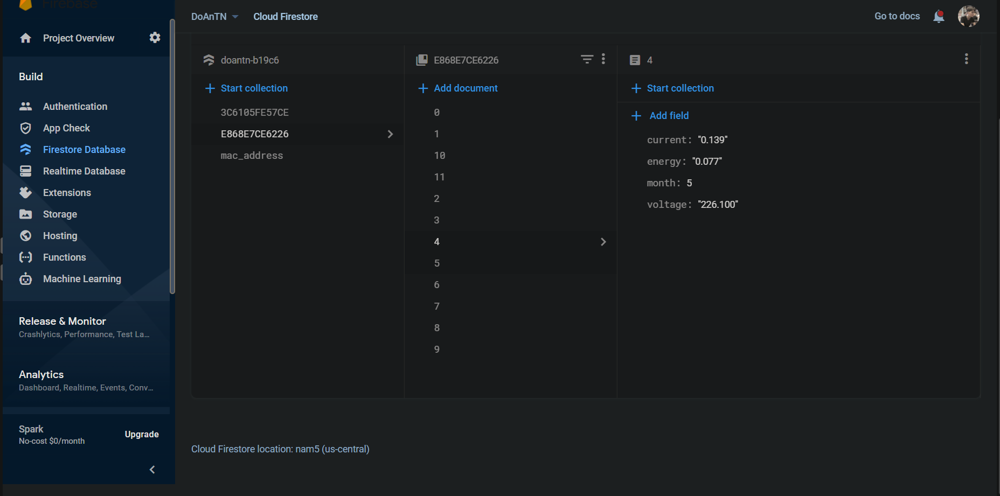 Firebase
Project Overview
Build
Authentication
App Check
Firestore Database
Realtime Database
Extensions
Storage
Hosting
Functions
Machine Learning
Release & Monitor
Crashlytics, Performance, Test La...
Analytics
Dashboard, Realtime, Events, Conv...
Spark
No-cost $0/month
Upgrade
DoAnTN
Cloud Firestore
Go to docs
doantn-b19c6
Start collection
3C6105FE57CE
E868E7CE6226
mac_address
E868E7CE6226
Add document
0
1
10
11
2
3
4
5
6
7
8
9
4
Start collection
Add field
current: "0.139"
energy: "0.077"
month: 5
voltage: "226.100"
Cloud Firestore location: nam5 (us-central)